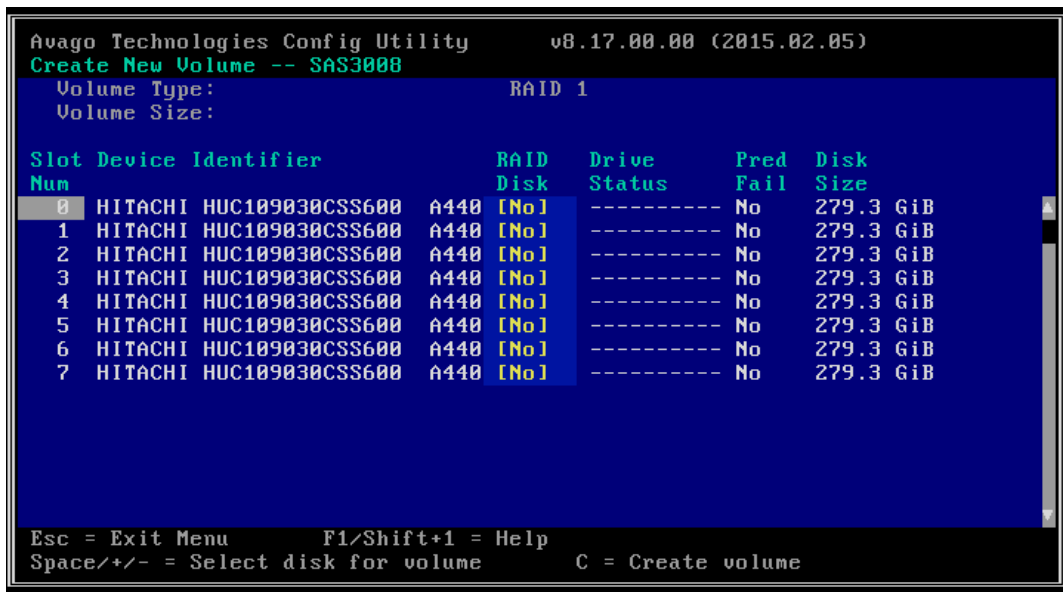 Avago Technologies Config Utility v8.17.00.00 (2015.02.05)
Create New Volume -- SAS3008
Volume Type: RAID 1
Volume Size:
Slot Device Identifier RAID Drive Pred Disk
Num Disk Status Fail Size
0 HITACHI HUC109030CSS600 A440 [No] ---------- No 279.3 GiB
1 HITACHI HUC109030CSS600 A440 [No] ---------- No 279.3 GiB
2 HITACHI HUC109030CSS600 A440 [No] ---------- No 279.3 GiB
3 HITACHI HUC109030CSS600 A440 [No] ---------- No 279.3 GiB
4 HITACHI HUC109030CSS600 A440 [No] ---------- No 279.3 GiB
5 HITACHI HUC109030CSS600 A440 [No] ---------- No 279.3 GiB
6 HITACHI HUC109030CSS600 A440 [No] ---------- No 279.3 GiB
7 HITACHI HUC109030CSS600 A440 [No] ---------- No 279.3 GiB
Esc = Exit Menu F1/Shift+1 = Help
Space/+/- = Select disk for volume C = Create volume